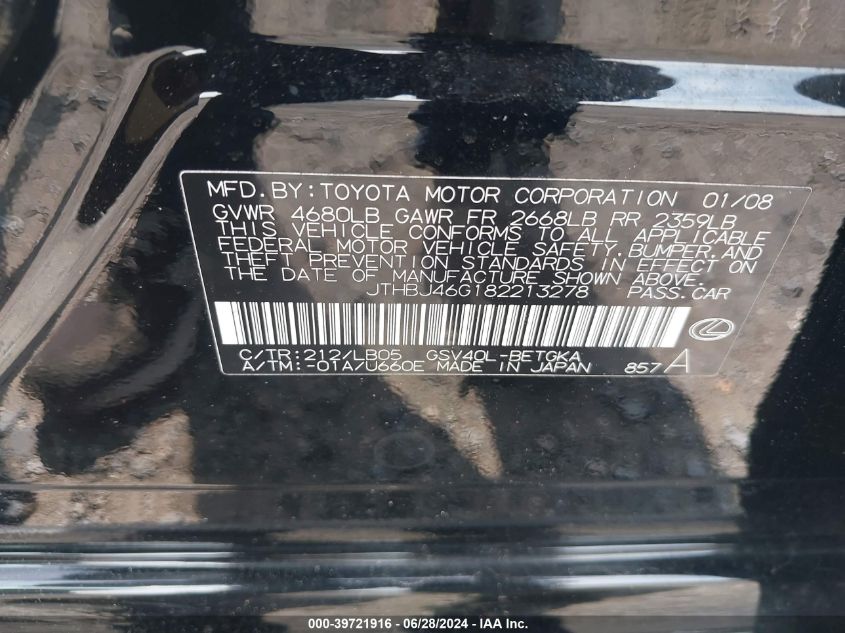 MFD. BY: TOYOTA MOTOR CORPORATION 01/08
GVWR 4680LB GAWR FR 2668LB RR 2359LB
THIS VEHICLE CONFORMS TO ALL APPLICABLE
FEDERAL MOTOR VEHICLE SAFETY, BUMPER, AND
THEFT PREVENTION STANDARDS IN EFFECT ON
THE DATE OF MANUFACTURE SHOWN ABOVE.
JTHBJ46G182213278 PASS. CAR
C/TR: 212/LB05 GSV40L-BETGKA
A/TM: -01A/U660E MADE IN JAPAN 857A
000-39721916 - 06/28/2024 - IAA Inc.